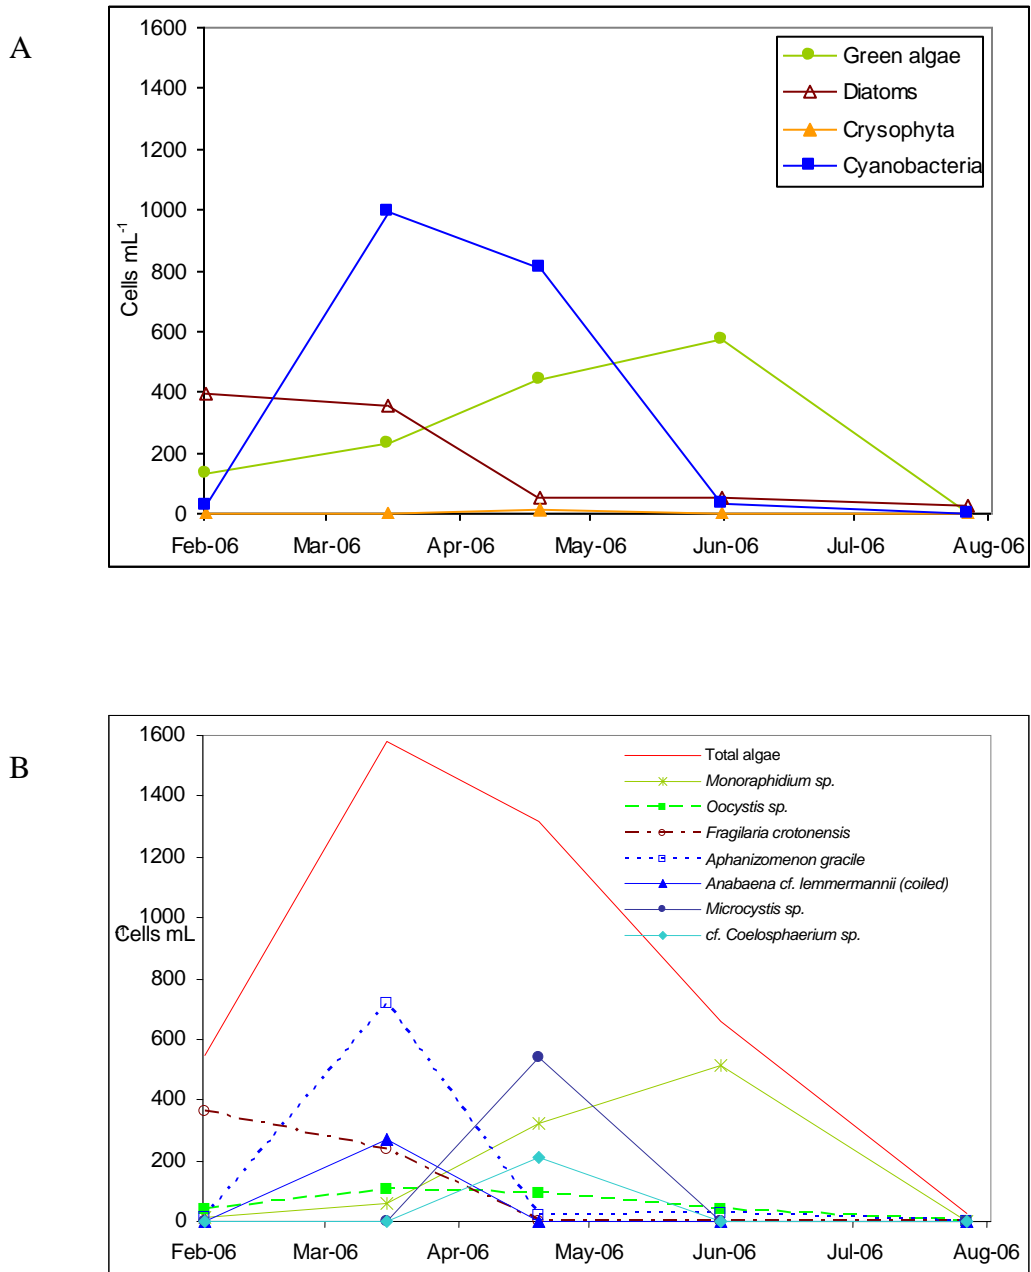 A
1600
1400
1200
1000
800
600
400
200
0
Cells mL-1
Green algae
Diatoms
Crysophyta
Cyanobacteria
Feb-06 Mar-06 Apr-06 May-06 Jun-06 Jul-06 Aug-06
B
1600
1400
1200
1000
800
600
400
200
0
Cells mL-1
Total algae
Monoraphidium sp.
Oocystis sp.
Fragilaria crotonensis
Aphanizomenon gracile
Anabaena cf. lemmermannii (coiled)
Microcystis sp.
cf. Coelosphaerium sp.
Feb-06 Mar-06 Apr-06 May-06 Jun-06 Jul-06 Aug-06